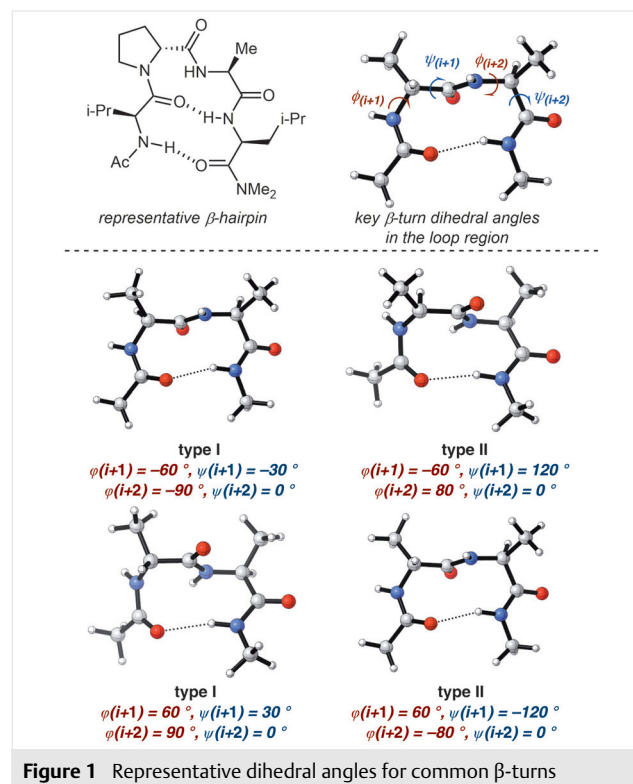 O
Me
HN
N
O
O
i-Pr
HN
i-Pr
N
H
Ac
O
NMe2
representative β-hairpin
ψ(i+1)
ϕ(i+2)
ϕ(i+1)
ψ(i+2)
key β-turn dihedral angles
in the loop region
type I
φ(i+1) = –60 °, ψ(i+1) = –30 °
φ(i+2) = –90 °, ψ(i+2) = 0 °
type II
φ(i+1) = –60 °, ψ(i+1) = 120 °
φ(i+2) = 80 °, ψ(i+2) = 0 °
type I
φ(i+1) = 60 °, ψ(i+1) = 30 °
φ(i+2) = 90 °, ψ(i+2) = 0 °
type II
φ(i+1) = 60 °, ψ(i+1) = –120 °
φ(i+2) = –80 °, ψ(i+2) = 0 °
Figure 1 Representative dihedral angles for common β-turns